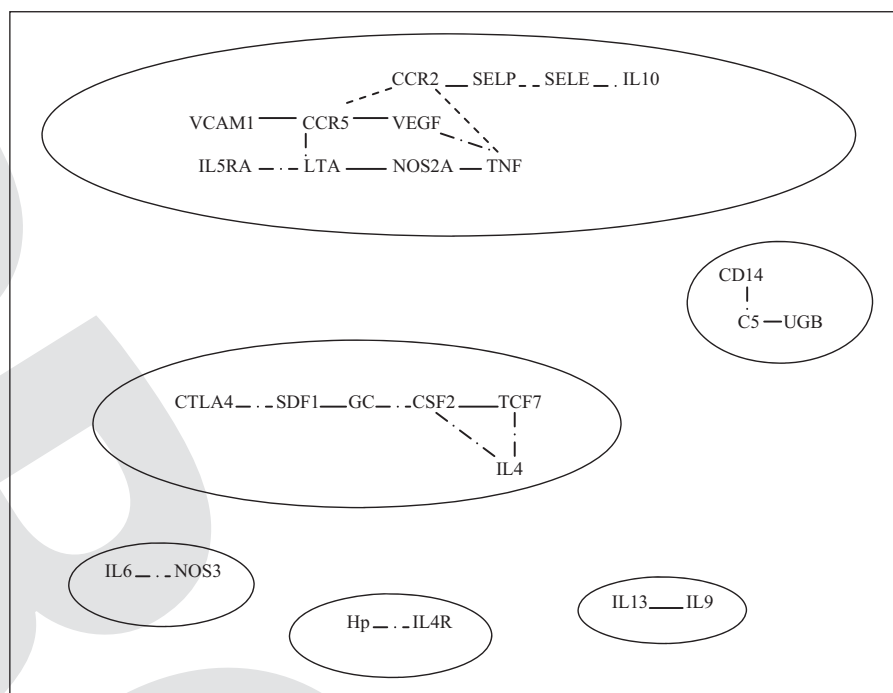 CCR2 SELP SELE IL10
VCAM1 CCR5 VEGF
IL5RA LTA NOS2A TNF
CD14
C5 UGB
CTLA4 SDF1 GC CSF2 TCF7
IL4
IL6 NOS3
Hp IL4R
IL13 IL9